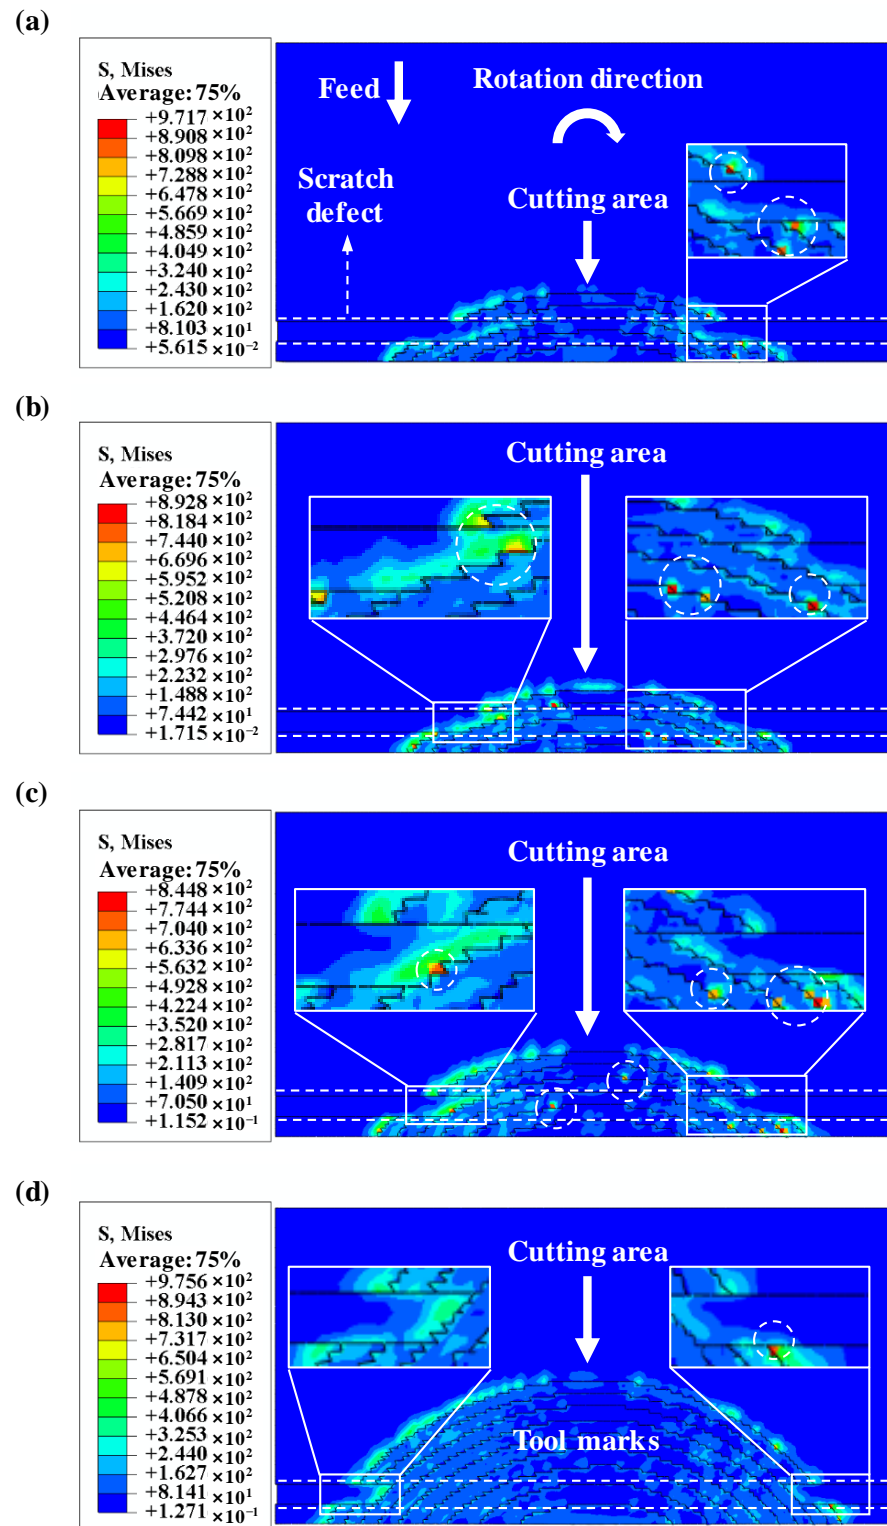 (a)
S, Mises
Average: 75%
+9.717 ×10²
+8.908 ×10²
+8.098 ×10²
+7.288 ×10²
+6.478 ×10²
+5.669 ×10²
+4.859 ×10²
+4.049 ×10²
+3.240 ×10²
+2.430 ×10²
+1.620 ×10²
+8.103 ×10¹
+5.615 ×10⁻²
Feed
Rotation direction
Scratch
defect
Cutting area
(b)
S, Mises
Average: 75%
+8.928 ×10²
+8.184 ×10²
+7.440 ×10²
+6.696 ×10²
+5.952 ×10²
+5.208 ×10²
+4.464 ×10²
+3.720 ×10²
+2.976 ×10²
+2.232 ×10²
+1.488 ×10²
+7.442 ×10¹
+1.715 ×10⁻²
Cutting area
(c)
S, Mises
Average: 75%
+8.448 ×10²
+7.744 ×10²
+7.040 ×10²
+6.336 ×10²
+5.632 ×10²
+4.928 ×10²
+4.224 ×10²
+3.520 ×10²
+2.817 ×10²
+2.113 ×10²
+1.409 ×10²
+7.050 ×10¹
+1.152 ×10⁻¹
Cutting area
(d)
S, Mises
Average: 75%
+9.756 ×10²
+8.943 ×10²
+8.130 ×10²
+7.317 ×10²
+6.504 ×10²
+5.691 ×10²
+4.878 ×10²
+4.066 ×10²
+3.253 ×10²
+2.440 ×10²
+1.627 ×10²
+8.141 ×10¹
+1.271 ×10⁻¹
Cutting area
Tool marks